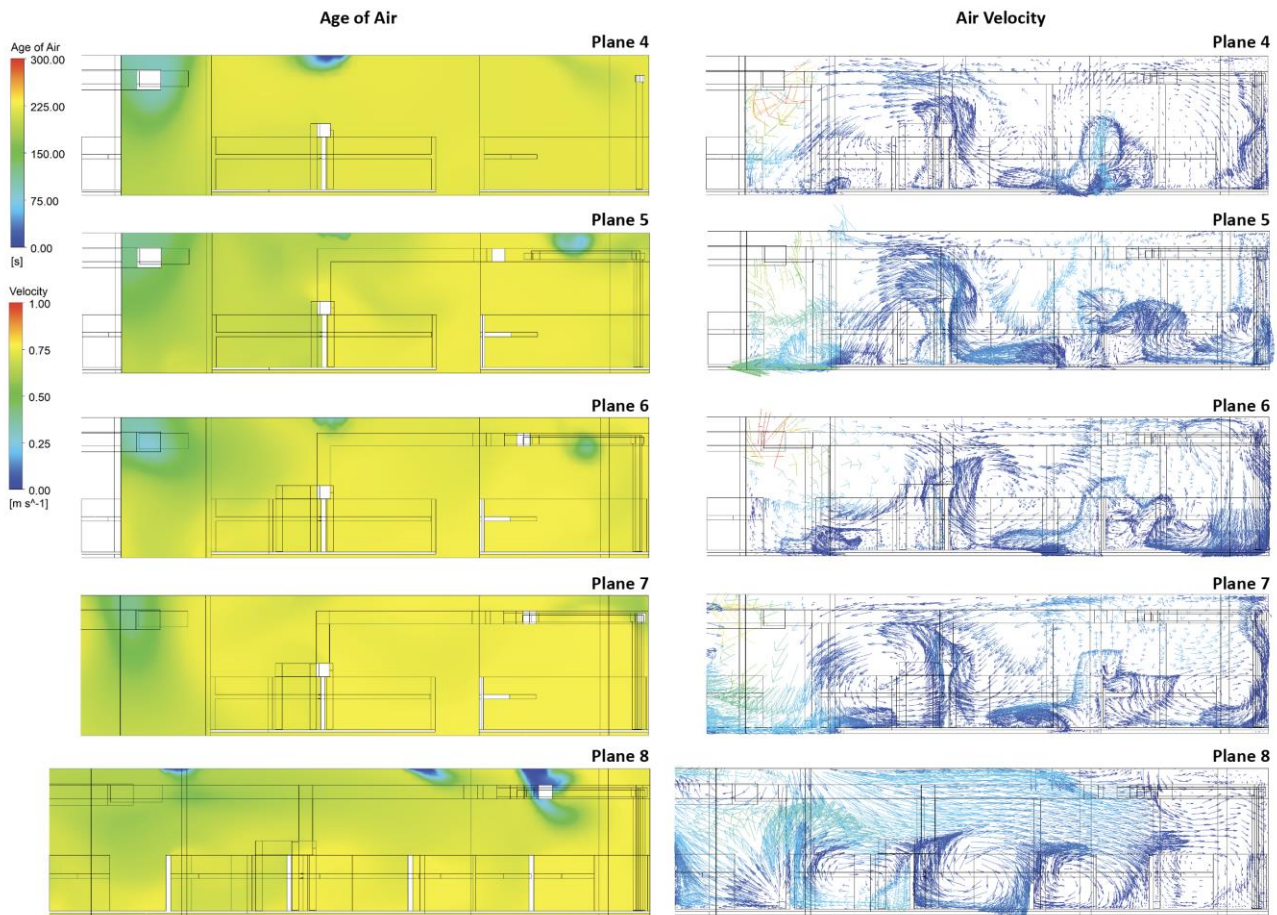 Age of Air
Air Velocity
Plane 4
Plane 4
Age of Air
300.00
225.00
150.00
75.00
0.00
[s]
Plane 5
Plane 5
Velocity
1.00
0.75
0.50
0.25
0.00
[m s^-1]
Plane 6
Plane 6
Plane 7
Plane 7
Plane 8
Plane 8